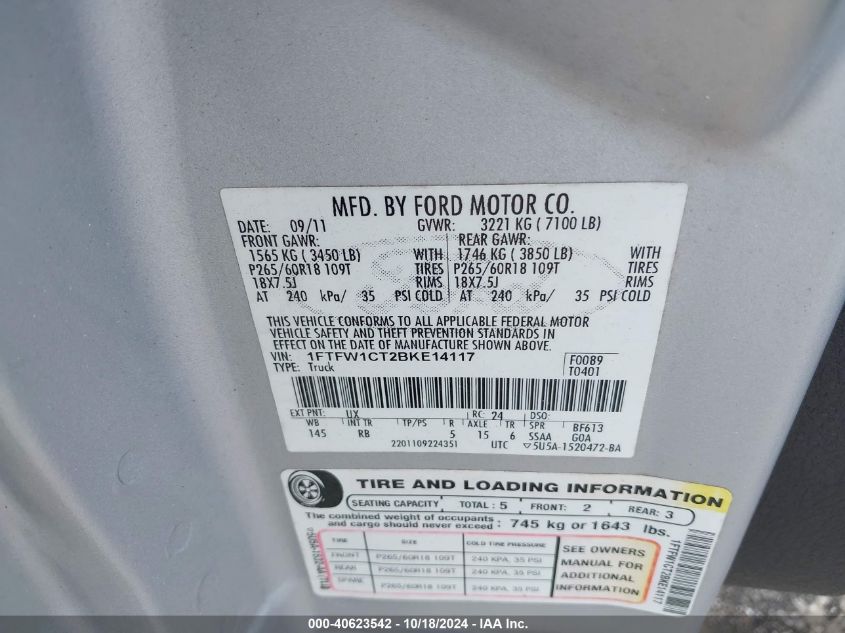 MFD. BY FORD MOTOR CO.
DATE: 09/11 GVWR: 3221 KG ( 7100 LB)
FRONT GAWR: REAR GAWR:
1565 KG ( 3450 LB) WITH 1746 KG ( 3850 LB) WITH
P265/60R18 109T TIRES P265/60R18 109T TIRES
18X7.5J RIMS 18X7.5J RIMS
AT 240 kPa/ 35 PSI COLD AT 240 kPa/ 35 PSI COLD
THIS VEHICLE CONFORMS TO ALL APPLICABLE FEDERAL MOTOR
VEHICLE SAFETY AND THEFT PREVENTION STANDARDS IN
EFFECT ON THE DATE OF MANUFACTURE SHOWN ABOVE.
VIN: 1FTFW1CT2BKE14117 F0089
TYPE: Truck T0401
EXT PNT: UX RC: 24 DSO:
WB INT TR TP/PS R AXLE TR SPR BF613
145 RB 5 15 6 SSAA GOA
2201109224351 UTC 5U5A-1520472-BA
TIRE AND LOADING INFORMATION
SEATING CAPACITY TOTAL : 5 FRONT: 2 REAR: 3
The combined weight of occupants
and cargo should never exceed : 745 kg or 1643 lbs.
TIRE SIZE COLD TIRE PRESSURE
FRONT P265/60R18 109T 240 KPA, 35 PSI
REAR P265/60R18 109T 240 KPA, 35 PSI
SPARE P265/60R18 109T 240 KPA, 35 PSI
SEE OWNERS
MANUAL FOR
ADDITIONAL
INFORMATION
1FTFW1CT2BKE14117
000-40623542 - 10/18/2024 - IAA Inc.